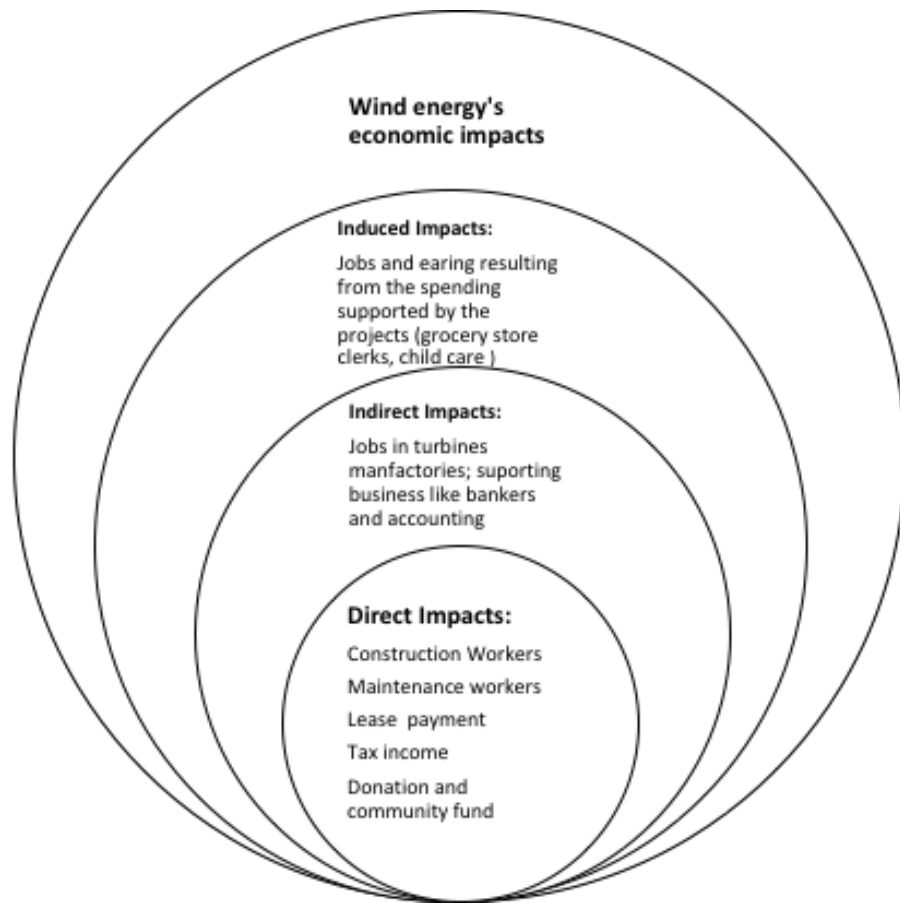 Wind energy's
economic impacts
Induced Impacts:
Jobs and earing resulting
from the spending
supported by the
projects (grocery store
clerks, child care )
Indirect Impacts:
Jobs in turbines
manfactories; suporting
business like bankers
and accounting
Direct Impacts:
Construction Workers
Maintenance workers
Lease payment
Tax income
Donation and
community fund